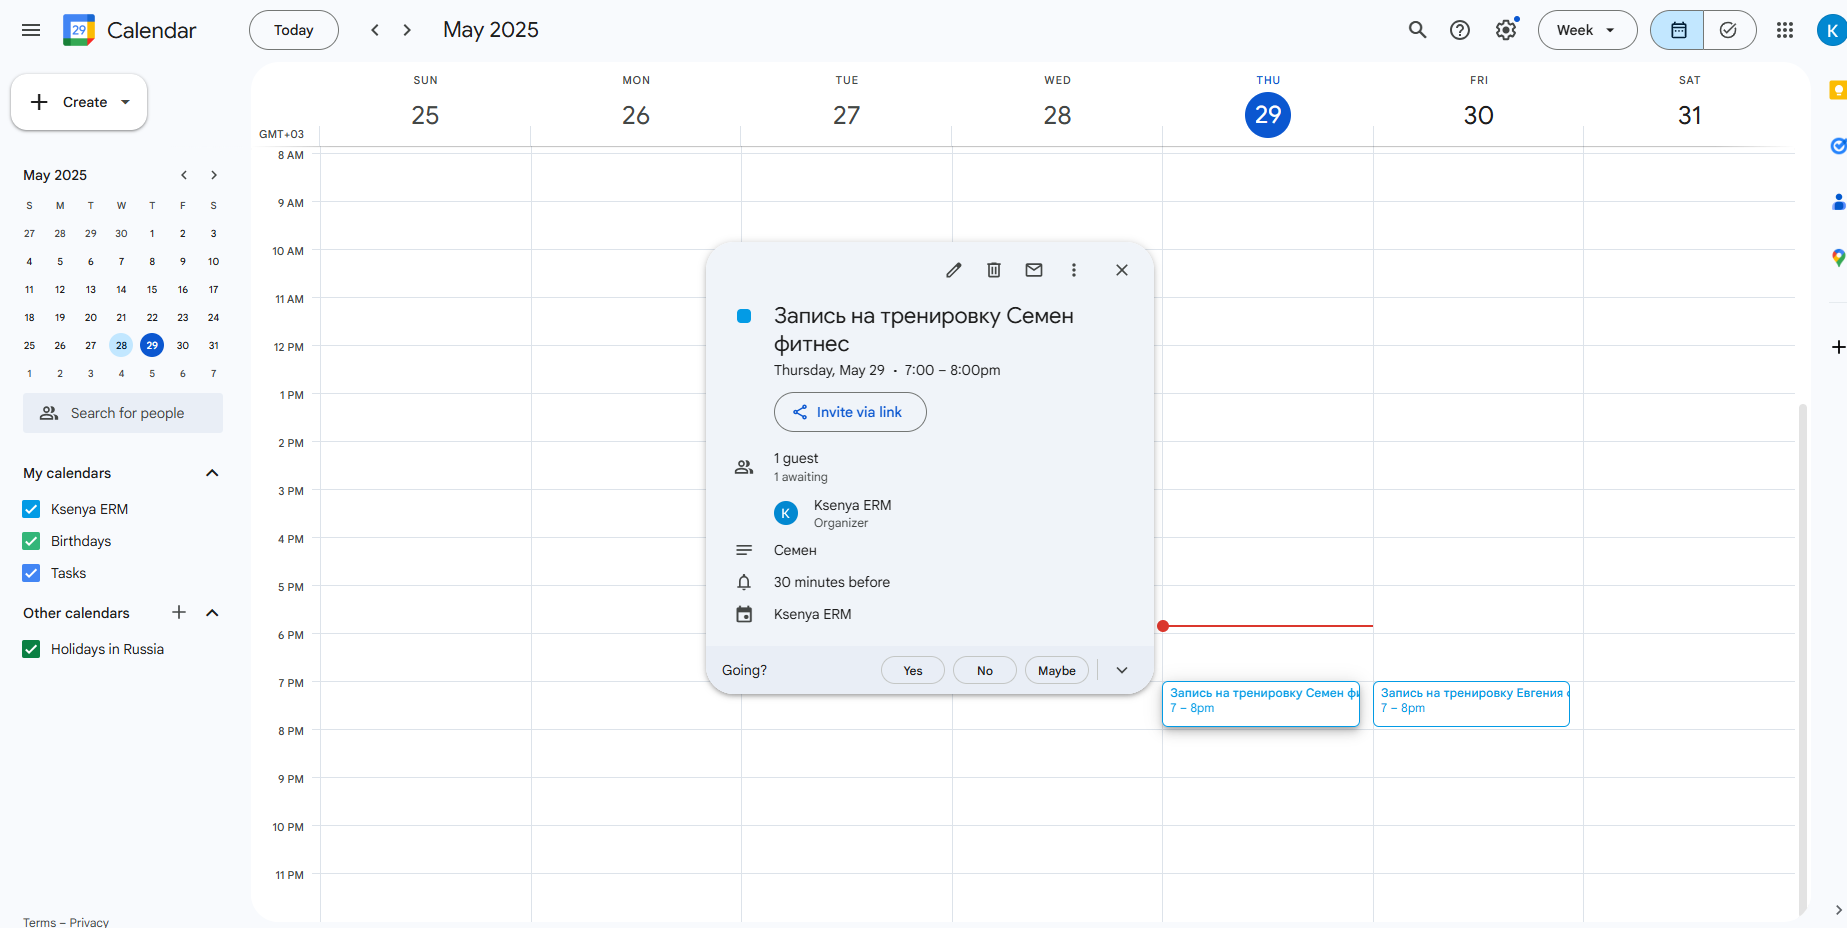 29 Calendar
Today
May 2025
Week
K
Create
May 2025
S M T W T F S
27 28 29 30 1 2 3
4 5 6 7 8 9 10
11 12 13 14 15 16 17
18 19 20 21 22 23 24
25 26 27 28 29 30 31
1 2 3 4 5 6 7
Search for people
My calendars
Ksenya ERM
Birthdays
Tasks
Other calendars
Holidays in Russia
Terms – Privacy
SUN MON TUE WED THU FRI SAT
25 26 27 28 29 30 31
GMT+03
8 AM
9 AM
10 AM
11 AM
12 PM
1 PM
2 PM
3 PM
4 PM
5 PM
6 PM
7 PM
8 PM
9 PM
10 PM
11 PM
Запись на тренировку Семен
фитнес
Thursday, May 29 • 7:00 – 8:00pm
Invite via link
1 guest
1 awaiting
K
Ksenya ERM
Organizer
Семен
30 minutes before
Ksenya ERM
Going?
Yes
No
Maybe
Запись на тренировку Семен фи
7 – 8pm
Запись на тренировку Евгения
7 – 8pm